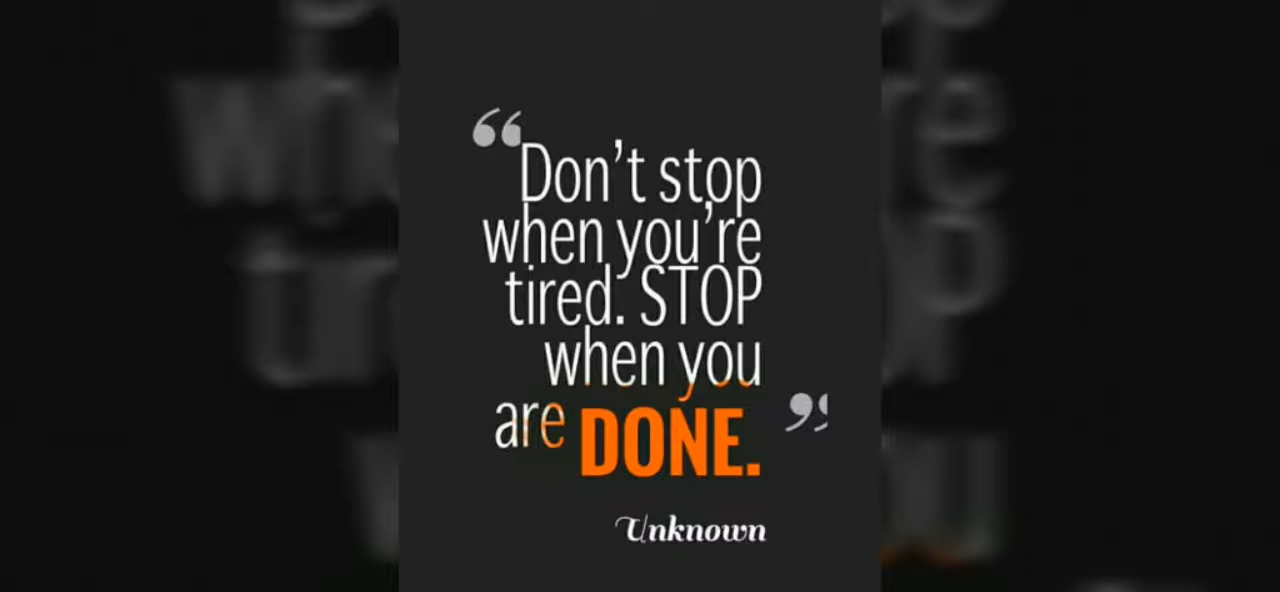 “Don’t stop
when you’re
tired. STOP
when you
are DONE.”
Unknown